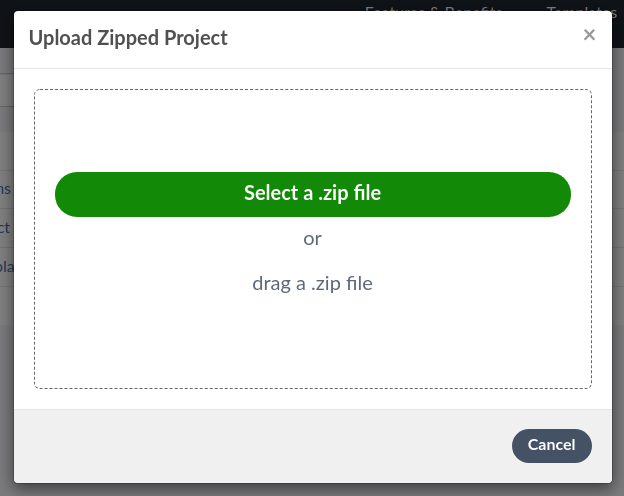 Upload Zipped Project
×
Select a .zip file
or
drag a .zip file
Cancel